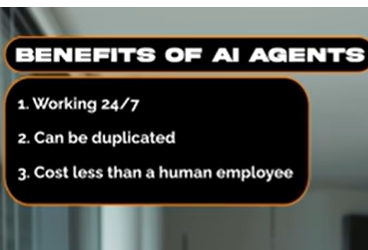 BENEFITS OF AI AGENTS
1. Working 24/7
2. Can be duplicated
3. Cost less than a human employee